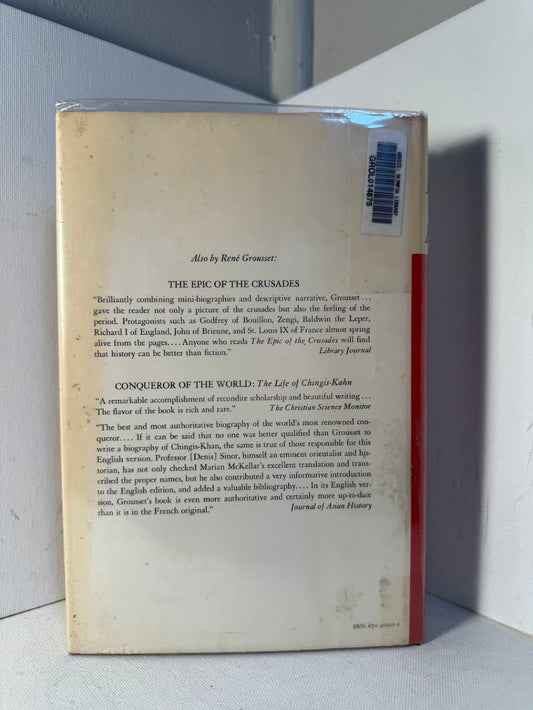 GRISC, OLYMPIA LIBRARY
GROL014875
Also by René Grousset:
THE EPIC OF THE CRUSADES
“Brilliantly combining mini-biographies and descriptive narrative, Grousset...
gave the reader not only a picture of the crusades but also the feeling of the
period. Protagonists such as Godfrey of Bouillon, Zengi, Baldwin the Leper,
Richard I of England, John of Brienne, and St. Louis IX of France almost spring
alive from the pages.... Anyone who reads The Epic of the Crusades will find
that history can be better than fiction.” Library Journal
CONQUEROR OF THE WORLD: The Life of Chingis-Kahn
“A remarkable accomplishment of recondite scholarship and beautiful writing...
The flavor of the book is rich and rare.” The Christian Science Monitor
“The best and most authoritative biography of the world's most renowned con-
queror.... If it can be said that no one was better qualified than Grousset to
write a biography of Chingis-Khan, the same is true of those responsible for this
English version. Professor [Denis] Sinor, himself an eminent orientalist and his-
torian, has not only checked Marian McKellar's excellent translation and trans-
cribed the proper names, but he also contributed a very informative introduction
to the English edition, and added a valuable bibliography.... In its English ver-
sion, Grousset's book is even more authoritative and certainly more up-to-date
than it is in the French original.” Journal of Asian History
SBN: 670-40021-1